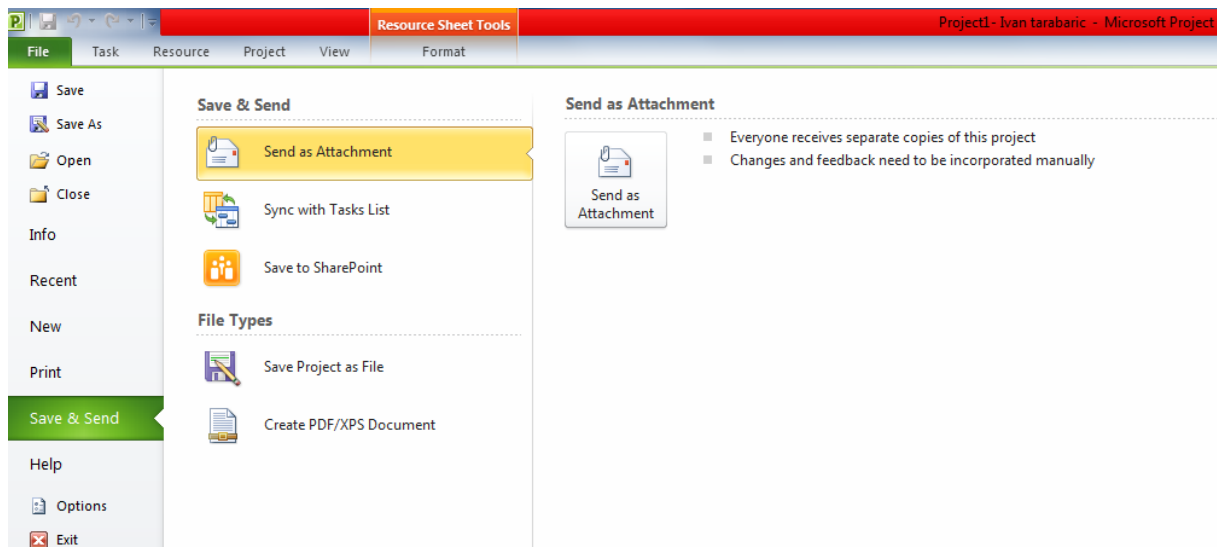 Resource Sheet Tools
Project1- Ivan tarabaric - Microsoft Project
File Task Resource Project View Format
Save
Save As
Open
Close
Info
Recent
New
Print
Save & Send
Help
Options
Exit
Save & Send
Send as Attachment
Sync with Tasks List
Save to SharePoint
File Types
Save Project as File
Create PDF/XPS Document
Send as Attachment
Send as
Attachment
Everyone receives separate copies of this project
Changes and feedback need to be incorporated manually